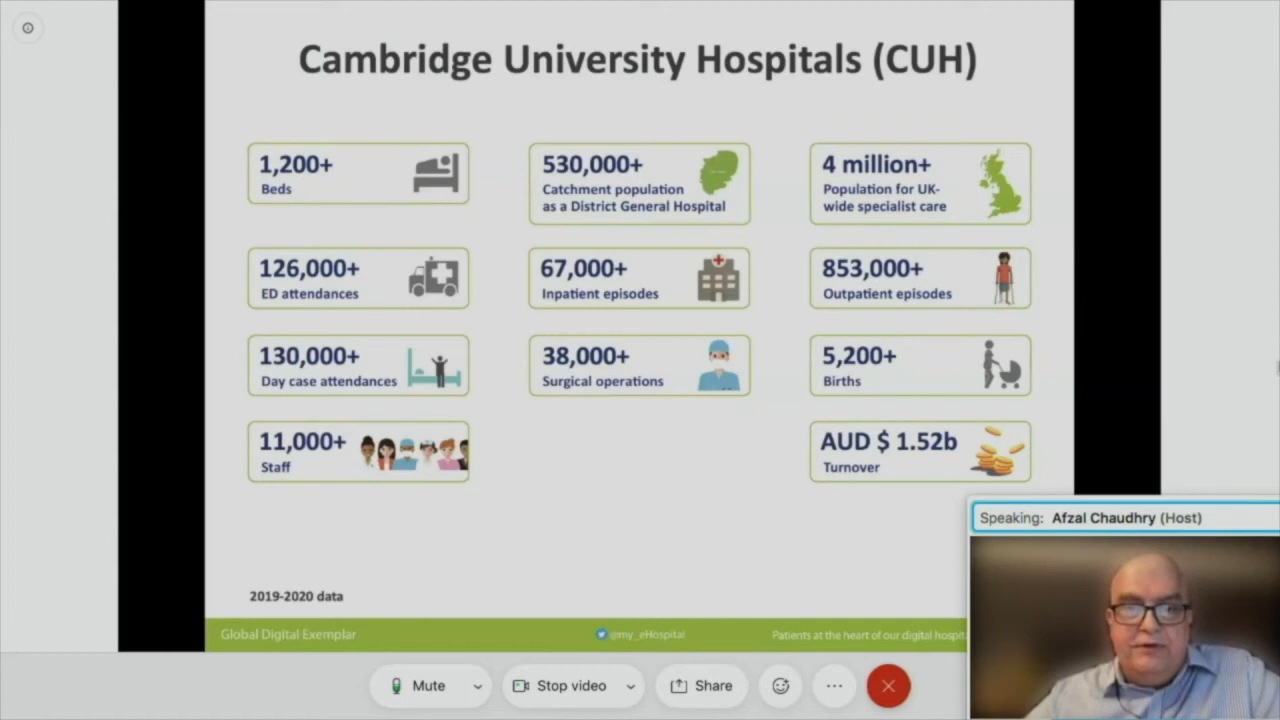 Cambridge University Hospitals (CUH)
1,200+
Beds
530,000+
Catchment population
as a District General Hospital
4 million+
Population for UK-
wide specialist care
126,000+
ED attendances
67,000+
Inpatient episodes
853,000+
Outpatient episodes
130,000+
Day case attendances
38,000+
Surgical operations
5,200+
Births
11,000+
Staff
AUD $ 1.52b
Turnover
2019-2020 data
Global Digital Exemplar
@my_eHospital
Patients at the heart of our digital hospit
Speaking: Afzal Chaudhry (Host)
Mute
Stop video
Share